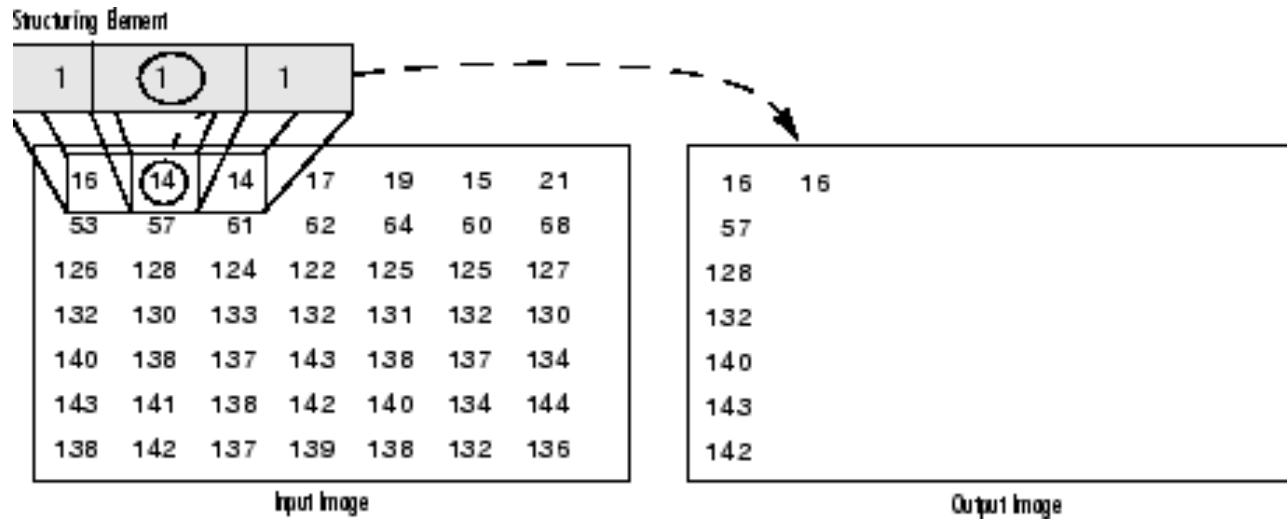 Structuring Element
1 1 1
16 14 14 17 19 15 21
53 57 61 62 64 60 68
126 128 124 122 125 125 127
132 130 133 132 131 132 130
140 138 137 143 138 137 134
143 141 138 142 140 134 144
138 142 137 139 138 132 136
Input Image
16 16
57
128
132
140
143
142
Output Image